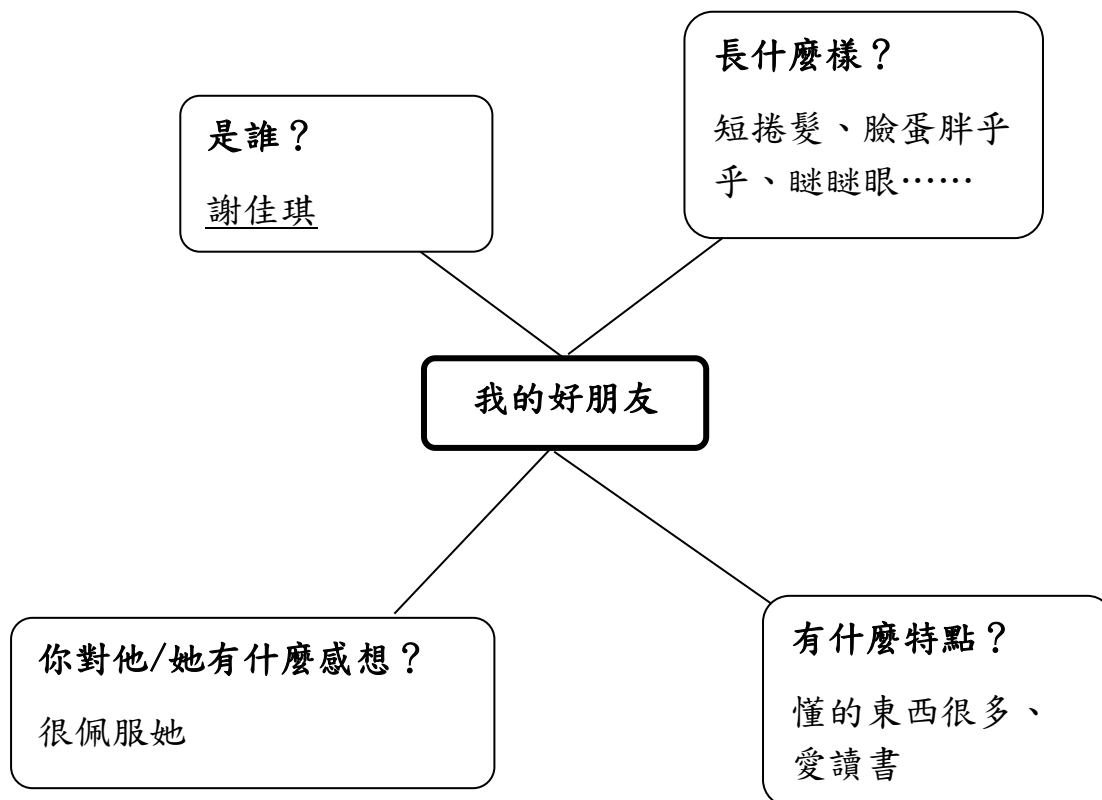 是誰？
謝佳琪
長什麼樣？
短捲髮、臉蛋胖乎
乎、瞇瞇眼……
我的好朋友
你對他/她有什麼感想？
很佩服她
有什麼特點？
懂的東西很多、
愛讀書